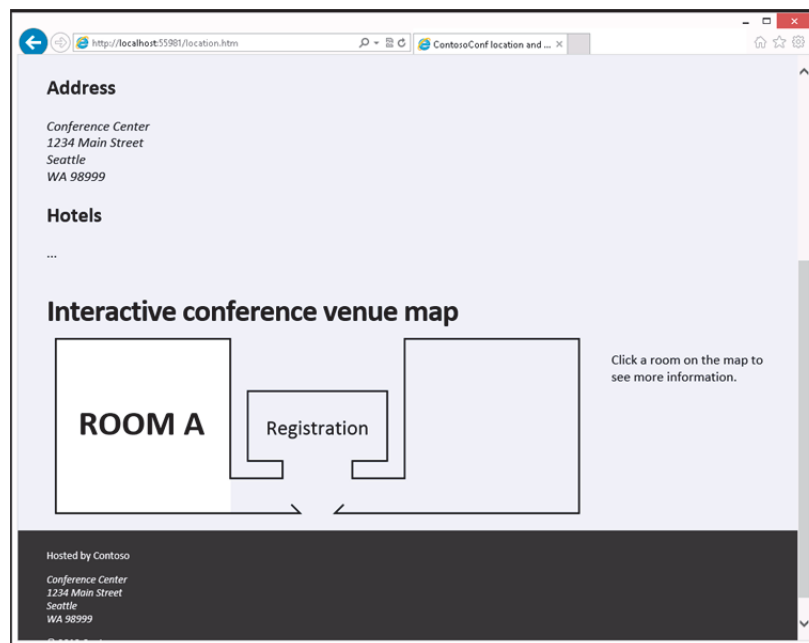 http://localhost:55981/location.htm
ContosoConf location and ...
Address
Conference Center
1234 Main Street
Seattle
WA 98999
Hotels
...
Interactive conference venue map
ROOM A
Registration
Click a room on the map to
see more information.
Hosted by Contoso
Conference Center
1234 Main Street
Seattle
WA 98999